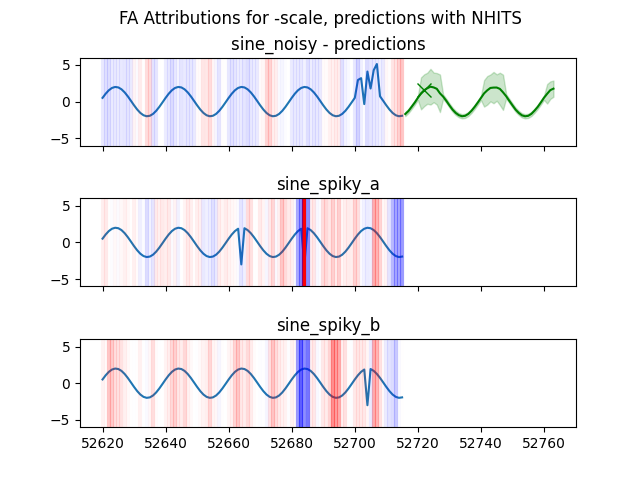 FA Attributions for -scale, predictions with NHITS
sine_noisy - predictions
5
0
−5
sine_spiky_a
5
0
−5
sine_spiky_b
5
0
−5
52620 52640 52660 52680 52700 52720 52740 52760